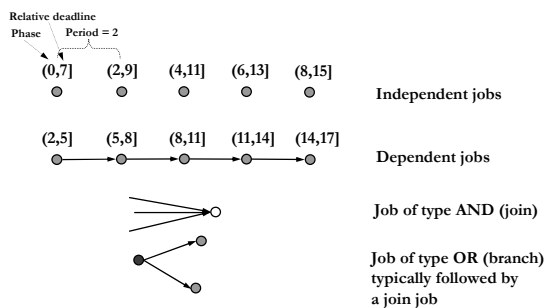 Relative deadline
Phase Period = 2
(0,7] (2,9] (4,11] (6,13] (8,15]
Independent jobs
(2,5] (5,8] (8,11] (11,14] (14,17]
Dependent jobs
Job of type AND (join)
Job of type OR (branch)
typically followed by
a join job